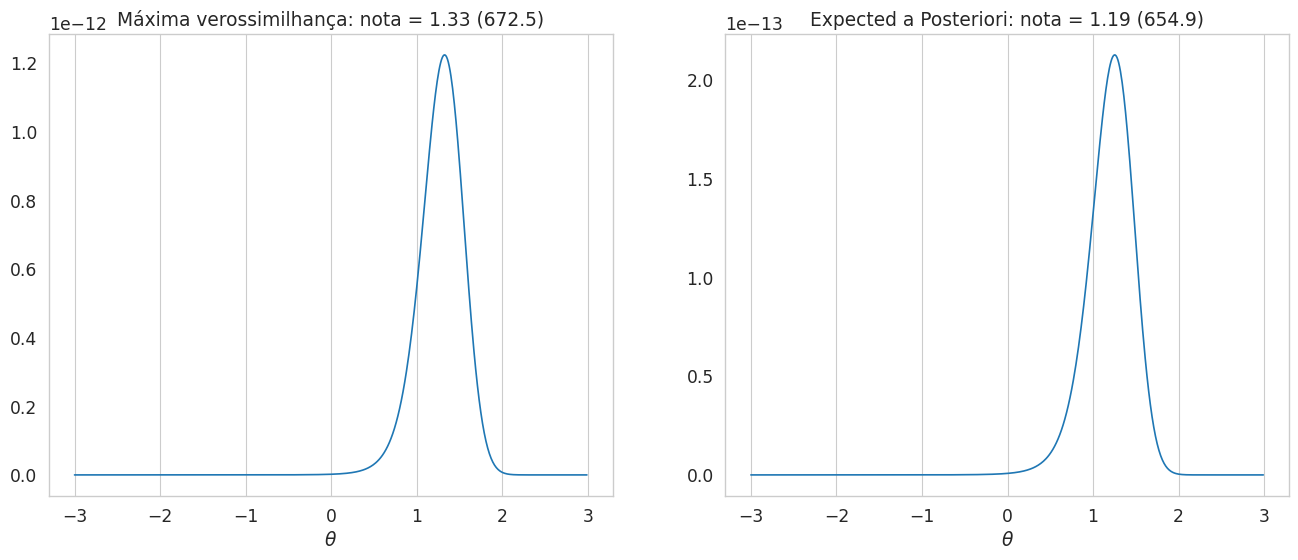 Máxima verossimilhança: nota = 1.33 (672.5)
1e−12
1.2
1.0
0.8
0.6
0.4
0.2
0.0
−3 −2 −1 0 1 2 3
θ
Expected a Posteriori: nota = 1.19 (654.9)
1e−13
2.0
1.5
1.0
0.5
0.0
−3 −2 −1 0 1 2 3
θ